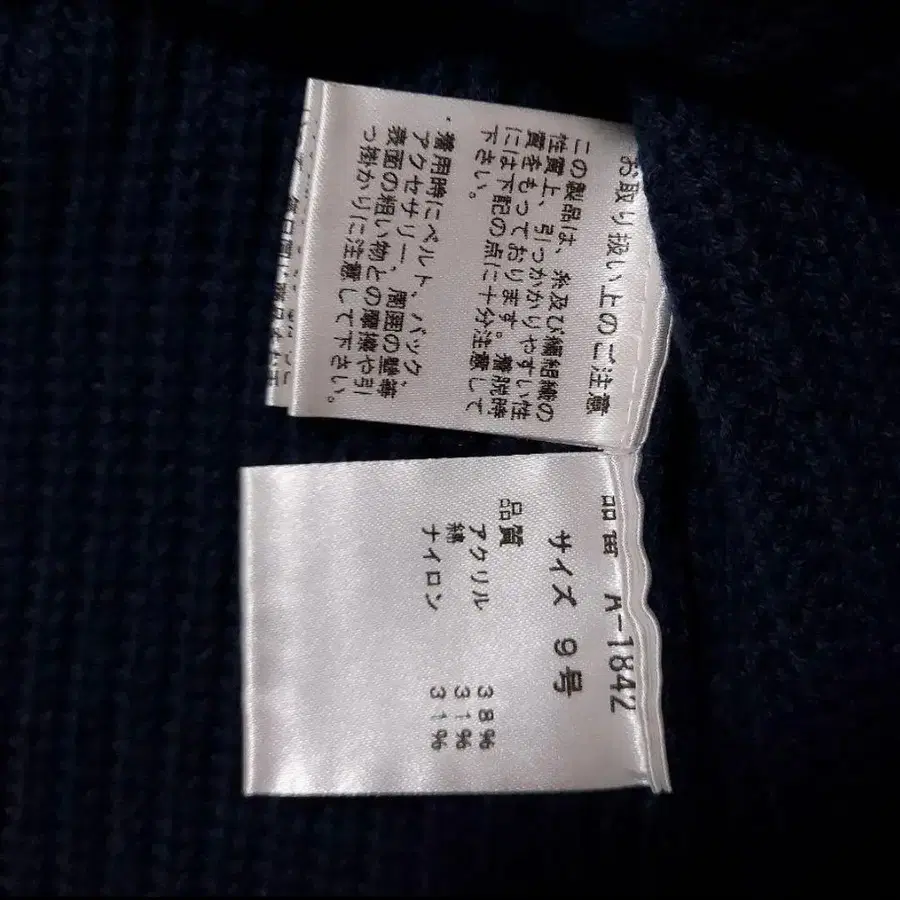 お取り扱い上のご注意
この製品は、糸及び編組織の
性質上、引っかかりやすい性
質をもっております。着脱時
には下記の点に十分注意して
下さい。
・着用時にベルト、バック、
アクセサリー、周囲の壁等
表面の粗い物との摩擦や引
っ掛かりに注意して下さい。
品番 A-1842
サイズ 9号
品質
アクリル 38%
綿 31%
ナイロン 31%